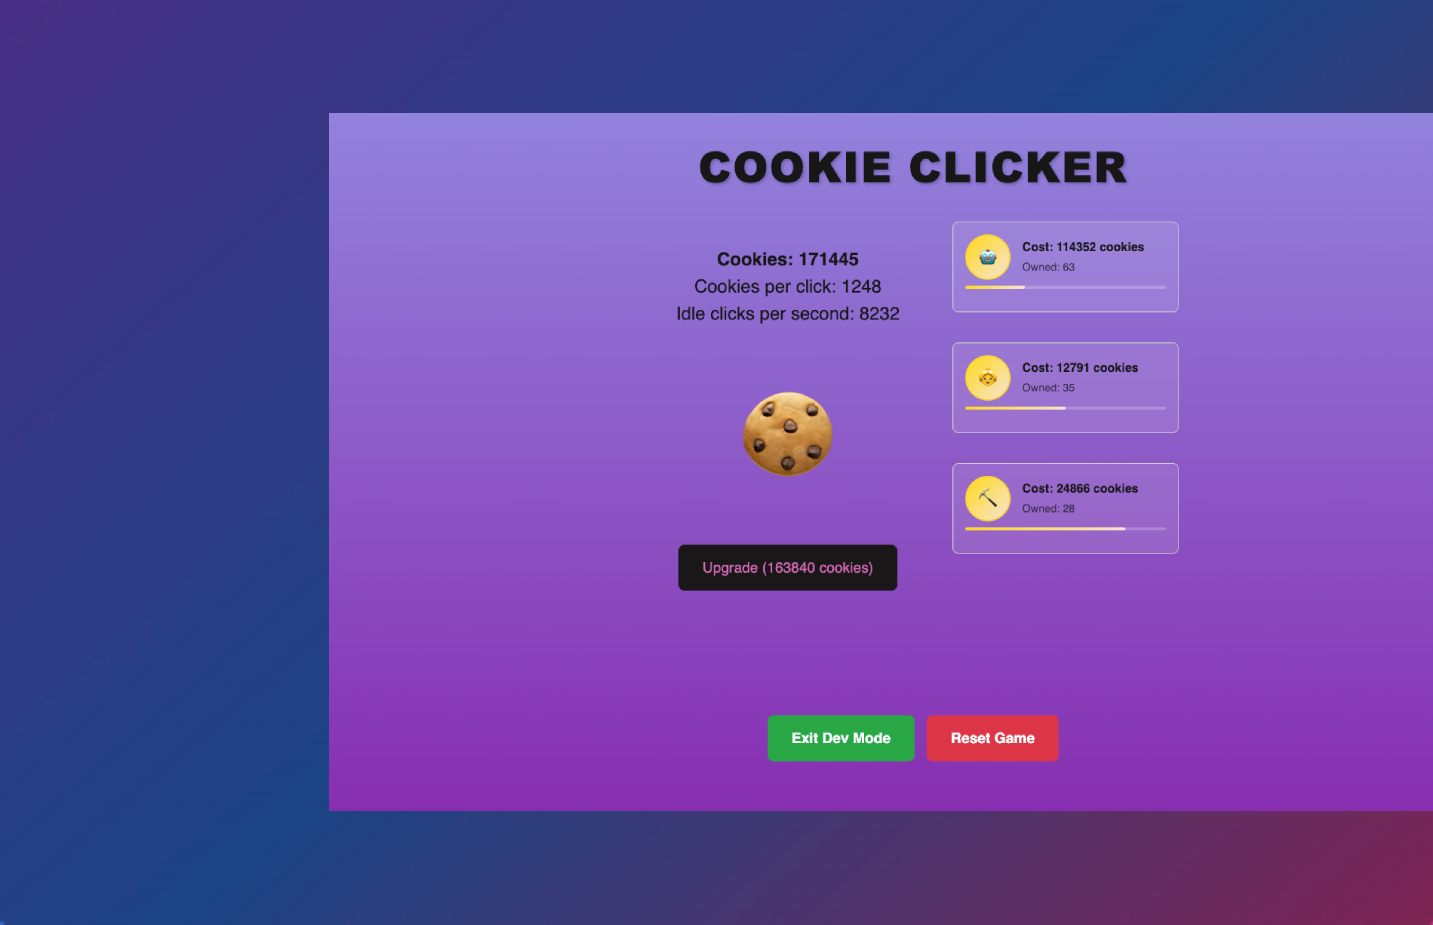 COOKIE CLICKER
Cookies: 171445
Cookies per click: 1248
Idle clicks per second: 8232
Upgrade (163840 cookies)
Cost: 114352 cookies
Owned: 63
Cost: 12791 cookies
Owned: 35
Cost: 24866 cookies
Owned: 28
Exit Dev Mode
Reset Game